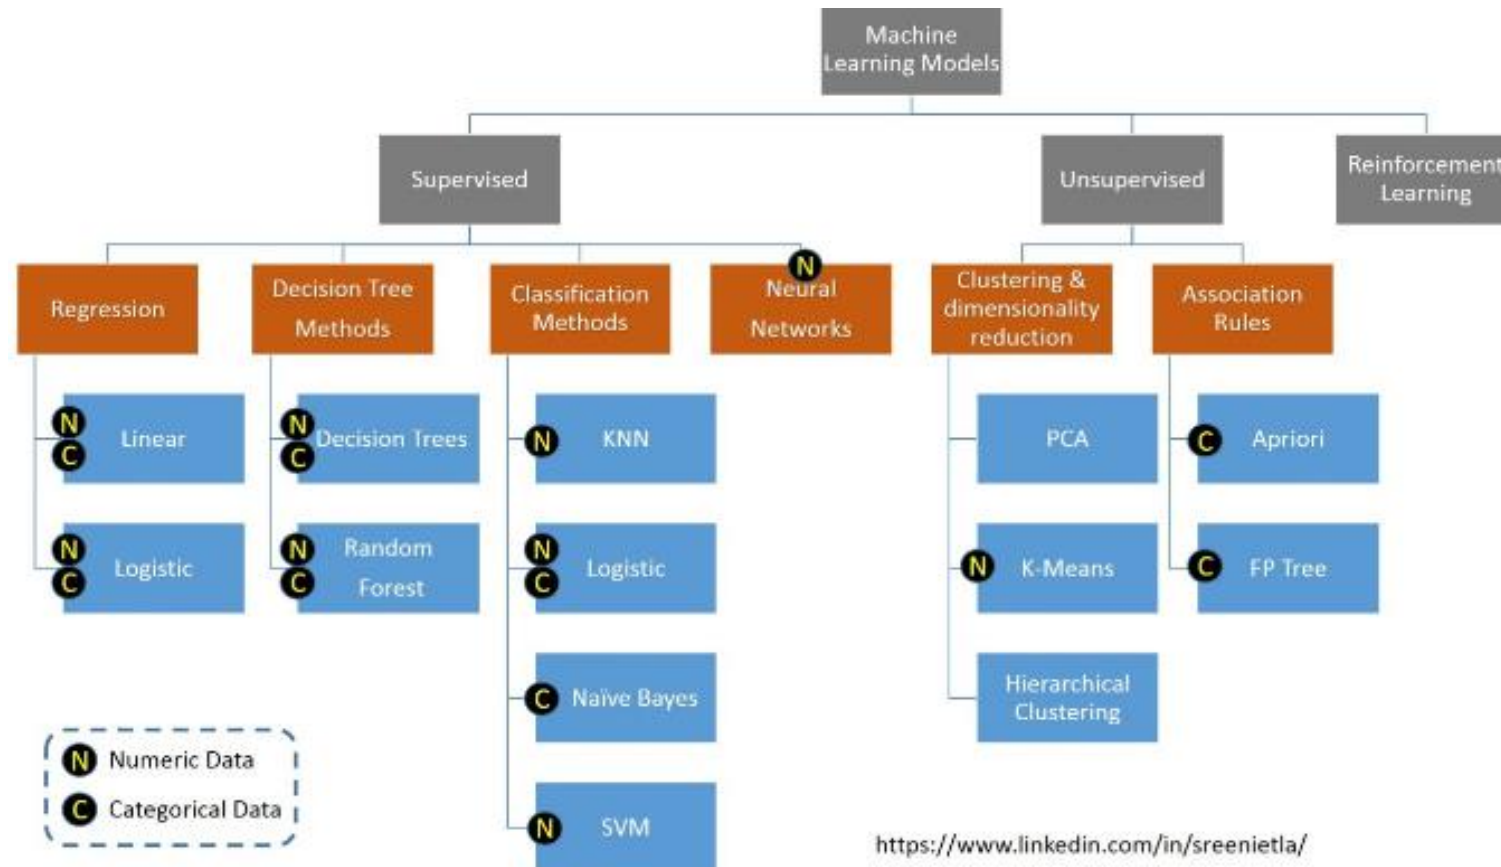 Machine
Learning Models
Supervised
Unsupervised
Reinforcement
Learning
Regression
Decision Tree
Methods
Classification
Methods
N
Neural
Networks
Clustering &
dimensionality
reduction
Association
Rules
N
C
Linear
N
C
Decision Trees
N
KNN
PCA
C
Apriori
N
C
Logistic
N
C
Random
Forest
N
C
Logistic
N
K-Means
C
FP Tree
C
Naïve Bayes
Hierarchical
Clustering
N
SVM
N
Numeric Data
C
Categorical Data
https://www.linkedin.com/in/sreenietla/